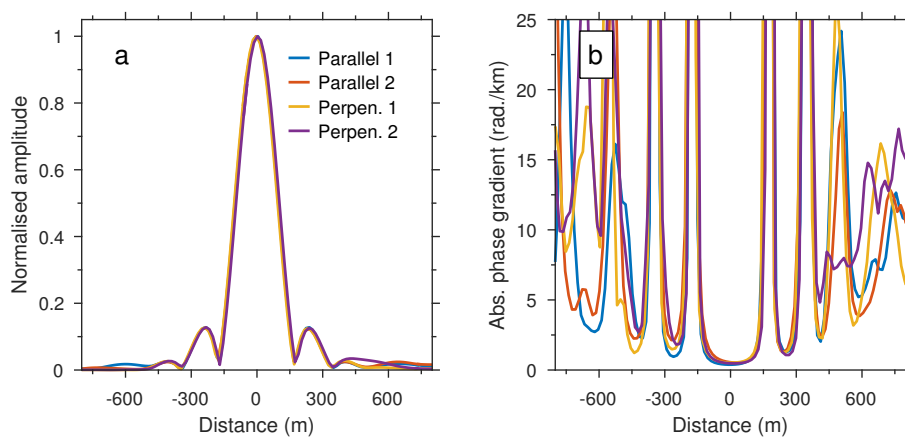 a
Parallel 1
Parallel 2
Perpen. 1
Perpen. 2
Normalised amplitude
1
0.8
0.6
0.4
0.2
0
-600 -300 0 300 600
Distance (m)
b
Abs. phase gradient (rad./km)
25
20
15
10
5
0
-600 -300 0 300 600
Distance (m)